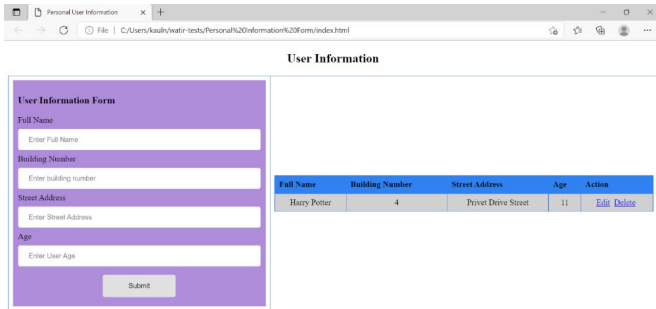 Personal User Information
File | C:/Users/kauln/watir-tests/Personal%20Information%20Form/index.html
User Information
User Information Form
Full Name
Enter Full Name
Building Number
Enter building number
Street Address
Enter Street Address
Age
Enter User Age
Submit
Full Name Building Number Street Address Age Action
Harry Potter 4 Privet Drive Street 11 Edit Delete